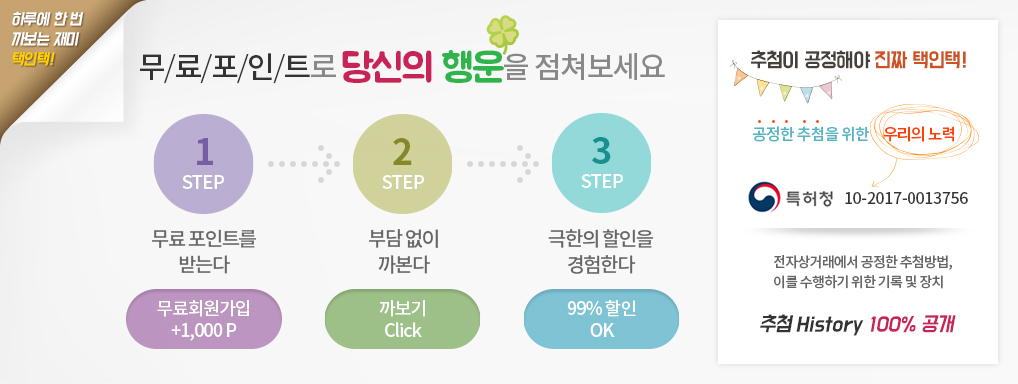 하루에 한 번
까보는 재미
택인택!
무/료/포/인/트로 당신의 행운을 점쳐보세요
1
STEP
2
STEP
3
STEP
무료 포인트를
받는다
부담 없이
까본다
극한의 할인을
경험한다
무료회원가입
+1,000 P
까보기
Click
99% 할인
OK
추첨이 공정해야 진짜 택인택!
공정한 추첨을 위한 우리의 노력
특허청 10-2017-0013756
전자상거래에서 공정한 추첨방법,
이를 수행하기 위한 기록 및 장치
추첨 History 100% 공개